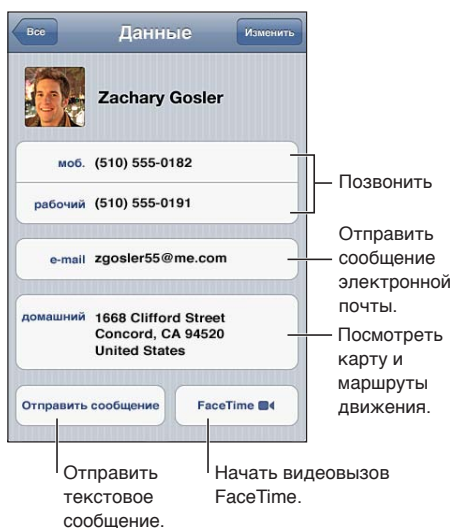 Все
Данные
Изменить
Zachary Gosler
моб. (510) 555-0182
рабочий (510) 555-0191
Позвонить
e-mail zgosler55@me.com
Отправить
сообщение
электронной
почты.
домашний 1668 Clifford Street
Concord, CA 94520
United States
Посмотреть
карту и
маршруты
движения.
Отправить сообщение
FaceTime
Отправить
текстовое
сообщение.
Начать видеовызов
FaceTime.